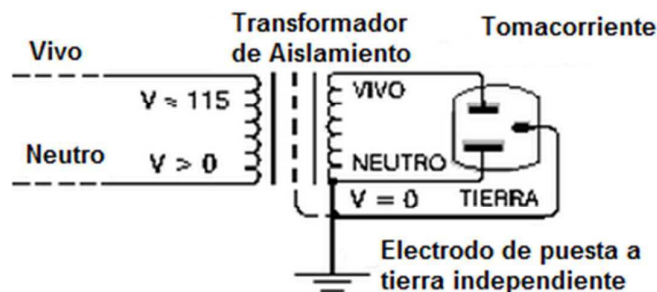 Transformador
de Aislamiento
Tomacorriente
Vivo
V ≈ 115
VIVO
Neutro
V > 0
NEUTRO
V = 0
TIERRA
Electrodo de puesta a
tierra independiente